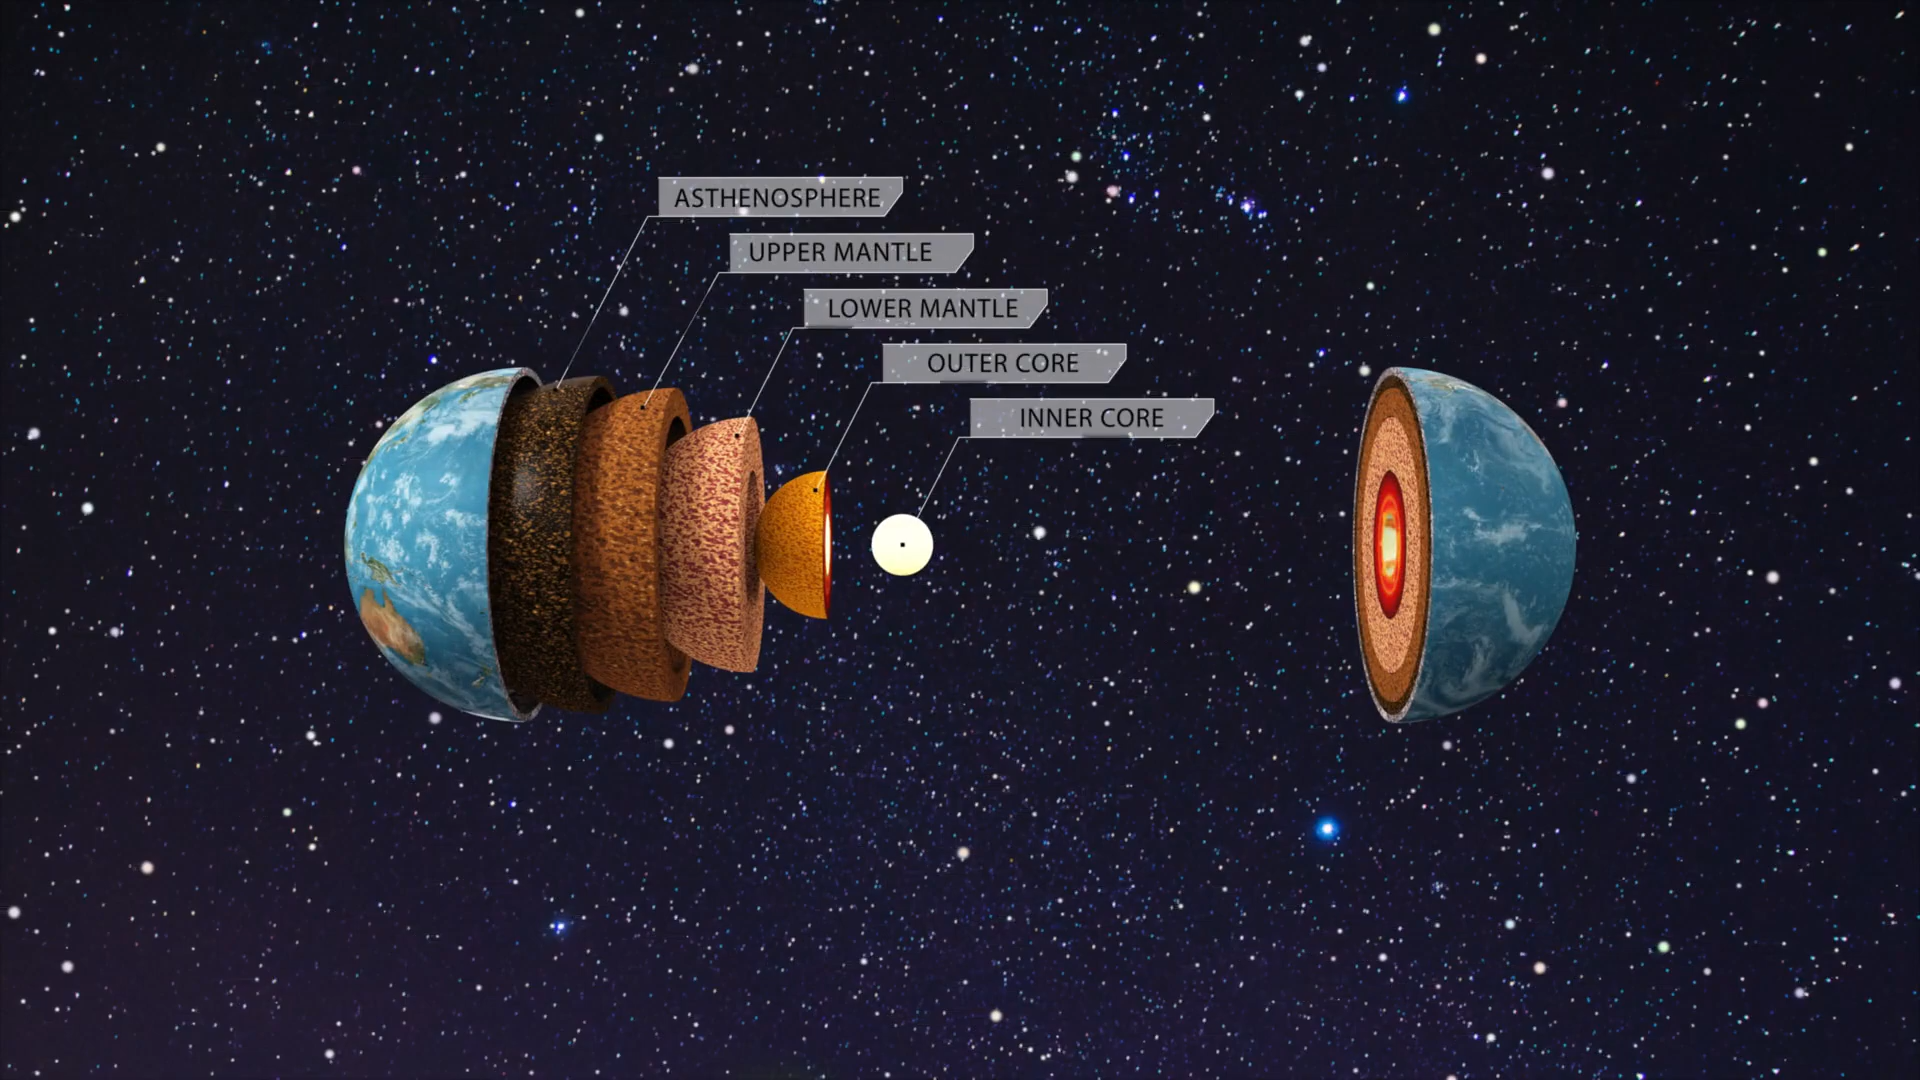 ASTHENOSPHERE
UPPER MANTLE
LOWER MANTLE
OUTER CORE
INNER CORE